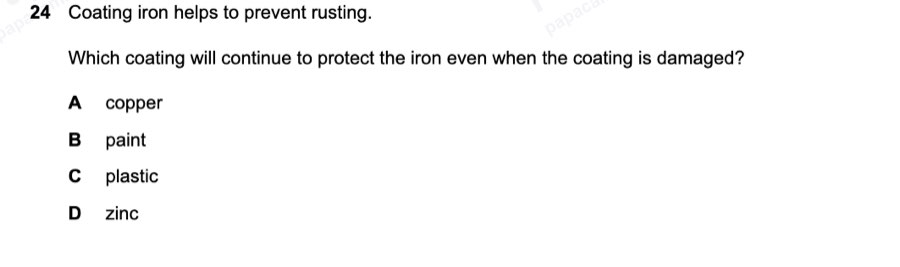 24 Coating iron helps to prevent rusting.
Which coating will continue to protect the iron even when the coating is damaged?
A copper
B paint
C plastic
D zinc